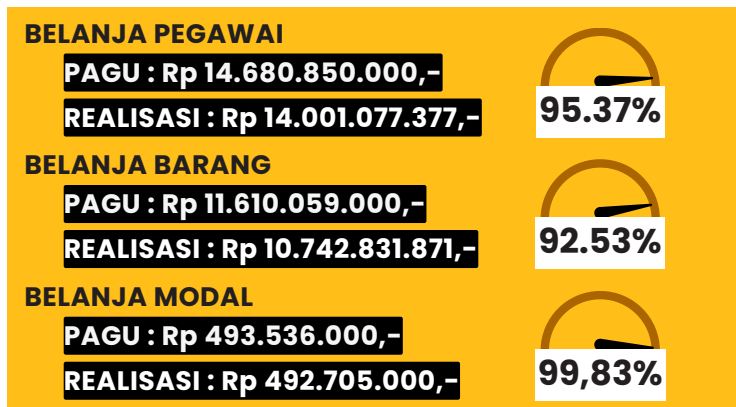 BELANJA PEGAWAI
PAGU : Rp 14.680.850.000,-
REALISASI : Rp 14.001.077.377,-
95.37%
BELANJA BARANG
PAGU : Rp 11.610.059.000,-
REALISASI : Rp 10.742.831.871,-
92.53%
BELANJA MODAL
PAGU : Rp 493.536.000,-
REALISASI : Rp 492.705.000,-
99,83%